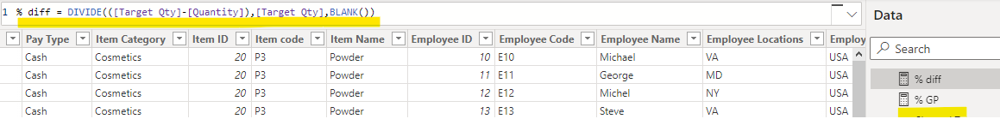 1 % diff = DIVIDE(([Target Qty]-[Quantity]),[Target Qty],BLANK())
Data
Pay Type Item Category Item ID Item code Item Name Employee ID Employee Code Employee Name Employee Locations Employ
Search
Cash Cosmetics 20 P3 Powder 10 E10 Michael VA USA
Cash Cosmetics 20 P3 Powder 11 E11 George MD USA
% diff
Cash Cosmetics 20 P3 Powder 12 E12 Michel NY USA
% GP
Cash Cosmetics 20 P3 Powder 13 E13 Steve VA USA